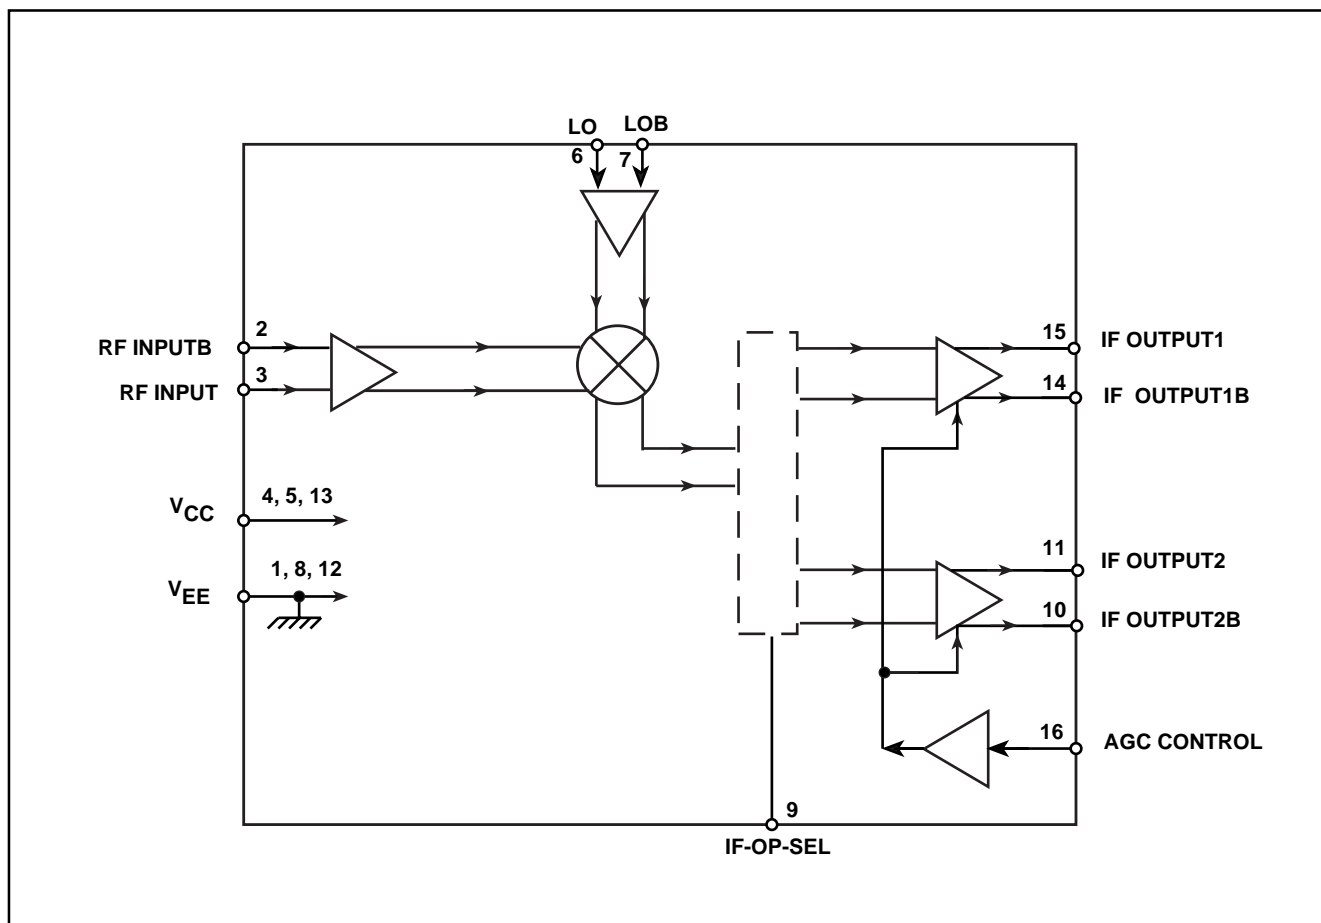 LO
LOB
6
7
RF INPUTB
2
RF INPUT
3
15
IF OUTPUT1
14
IF OUTPUT1B
VCC
4, 5, 13
VEE
1, 8, 12
11
IF OUTPUT2
10
IF OUTPUT2B
16
AGC CONTROL
9
IF-OP-SEL